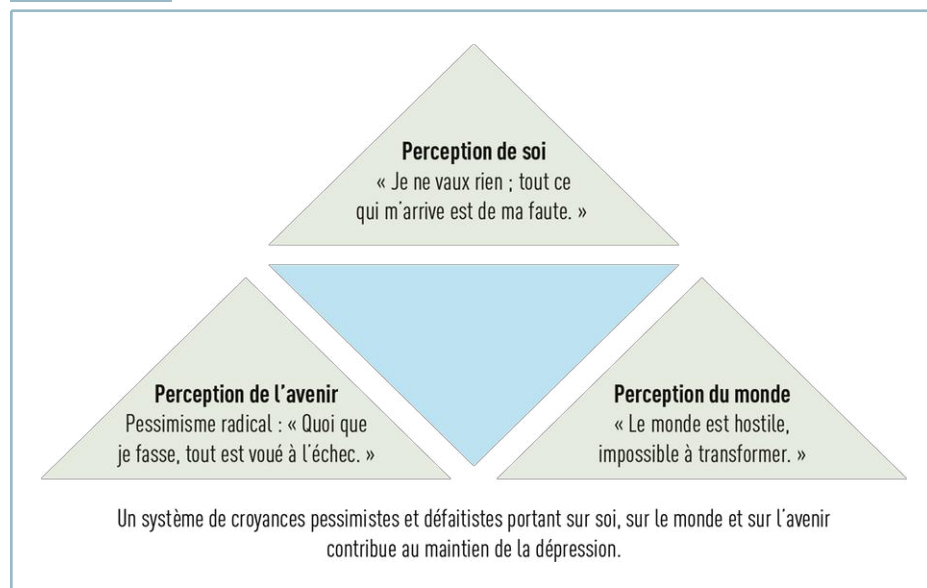 Perception de soi
« Je ne vaux rien ; tout ce
qui m'arrive est de ma faute. »
Perception de l'avenir
Pessimisme radical : « Quoi que
je fasse, tout est voué à l'échec. »
Perception du monde
« Le monde est hostile,
impossible à transformer. »
Un système de croyances pessimistes et défaitistes portant sur soi, sur le monde et sur l'avenir
contribue au maintien de la dépression.